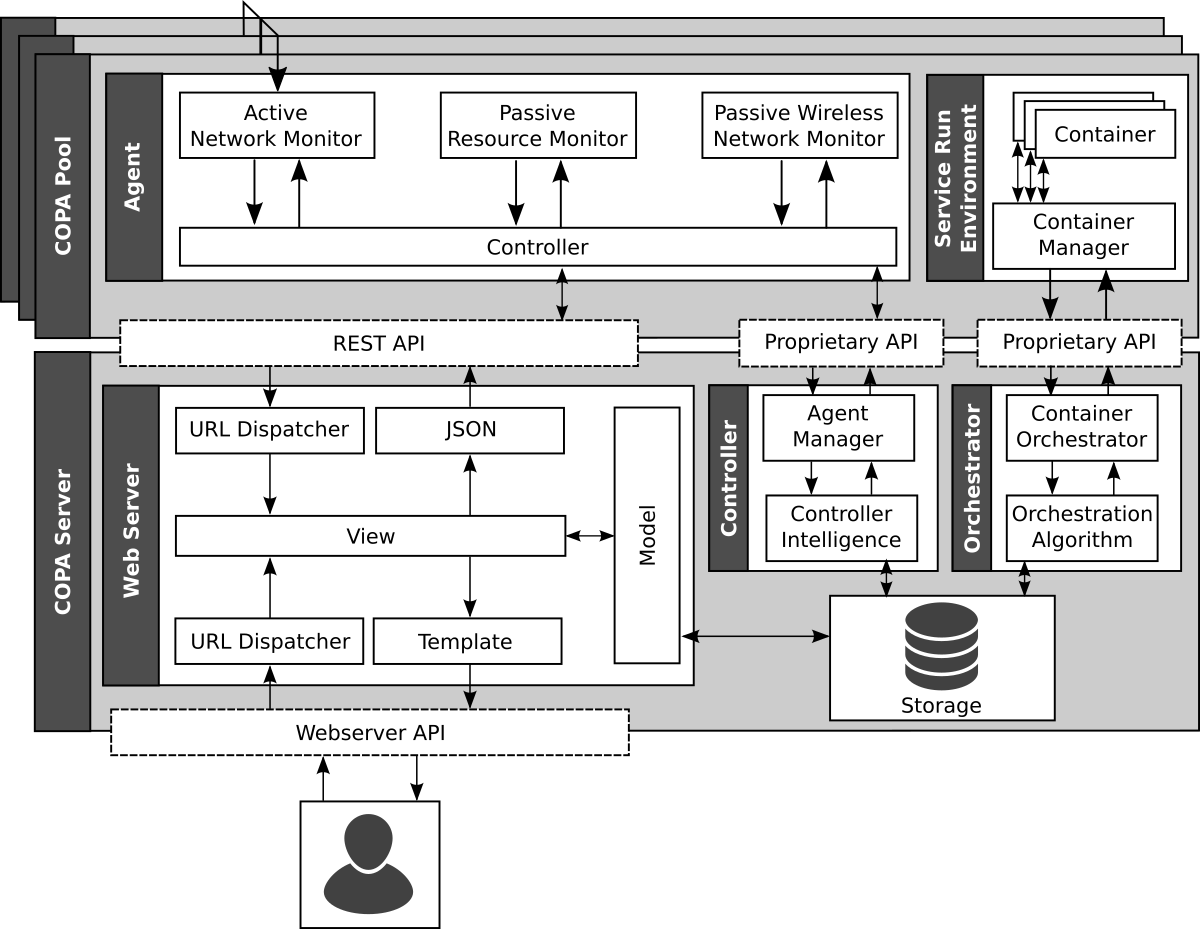 COPA Pool
Agent
Active
Network Monitor
Passive
Resource Monitor
Passive Wireless
Network Monitor
Controller
Service Run
Environment
Container
Container
Manager
REST API
Proprietary API
Proprietary API
COPA Server
Web Server
URL Dispatcher
JSON
View
Model
URL Dispatcher
Template
Controller
Agent
Manager
Controller
Intelligence
Orchestrator
Container
Orchestrator
Orchestration
Algorithm
Storage
Webserver API